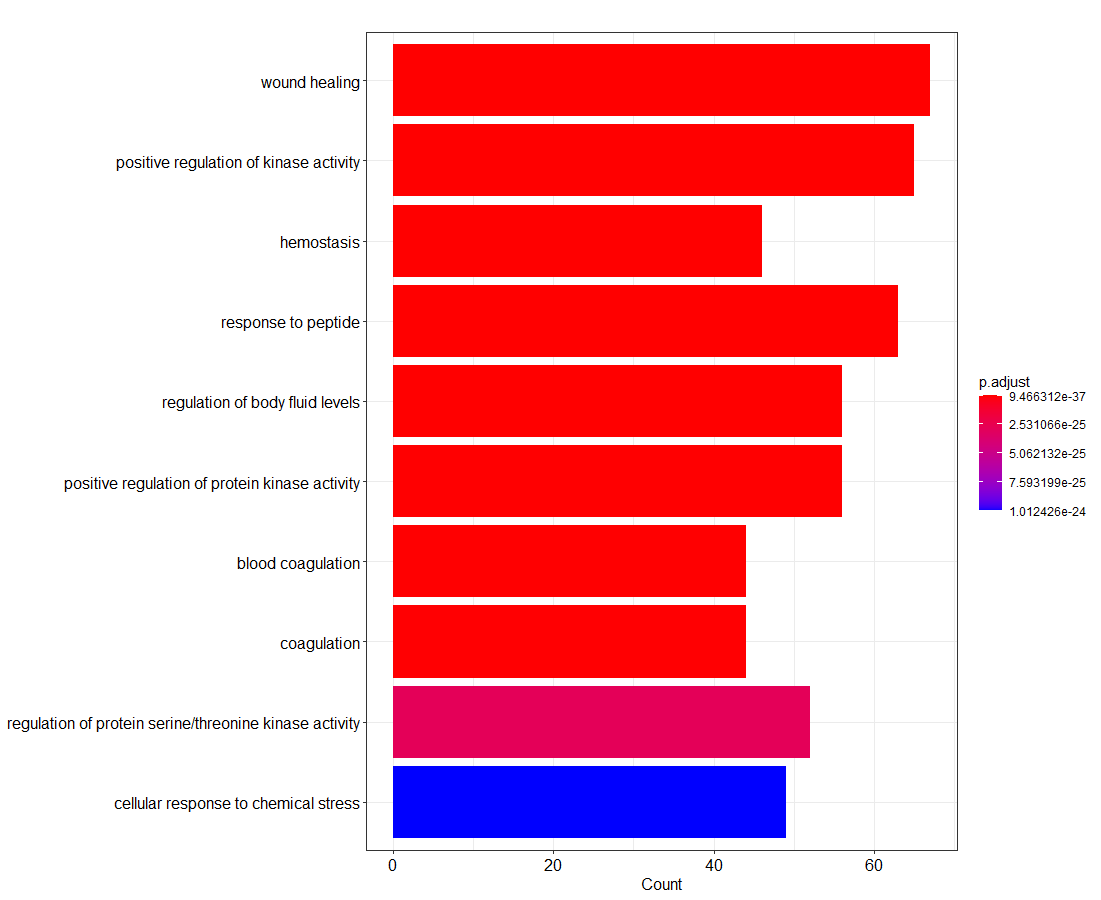 wound healing
positive regulation of kinase activity
hemostasis
response to peptide
regulation of body fluid levels
positive regulation of protein kinase activity
blood coagulation
coagulation
regulation of protein serine/threonine kinase activity
cellular response to chemical stress
0 20 40 60
Count
p.adjust
9.466312e-37
2.531066e-25
5.062132e-25
7.593199e-25
1.012426e-24